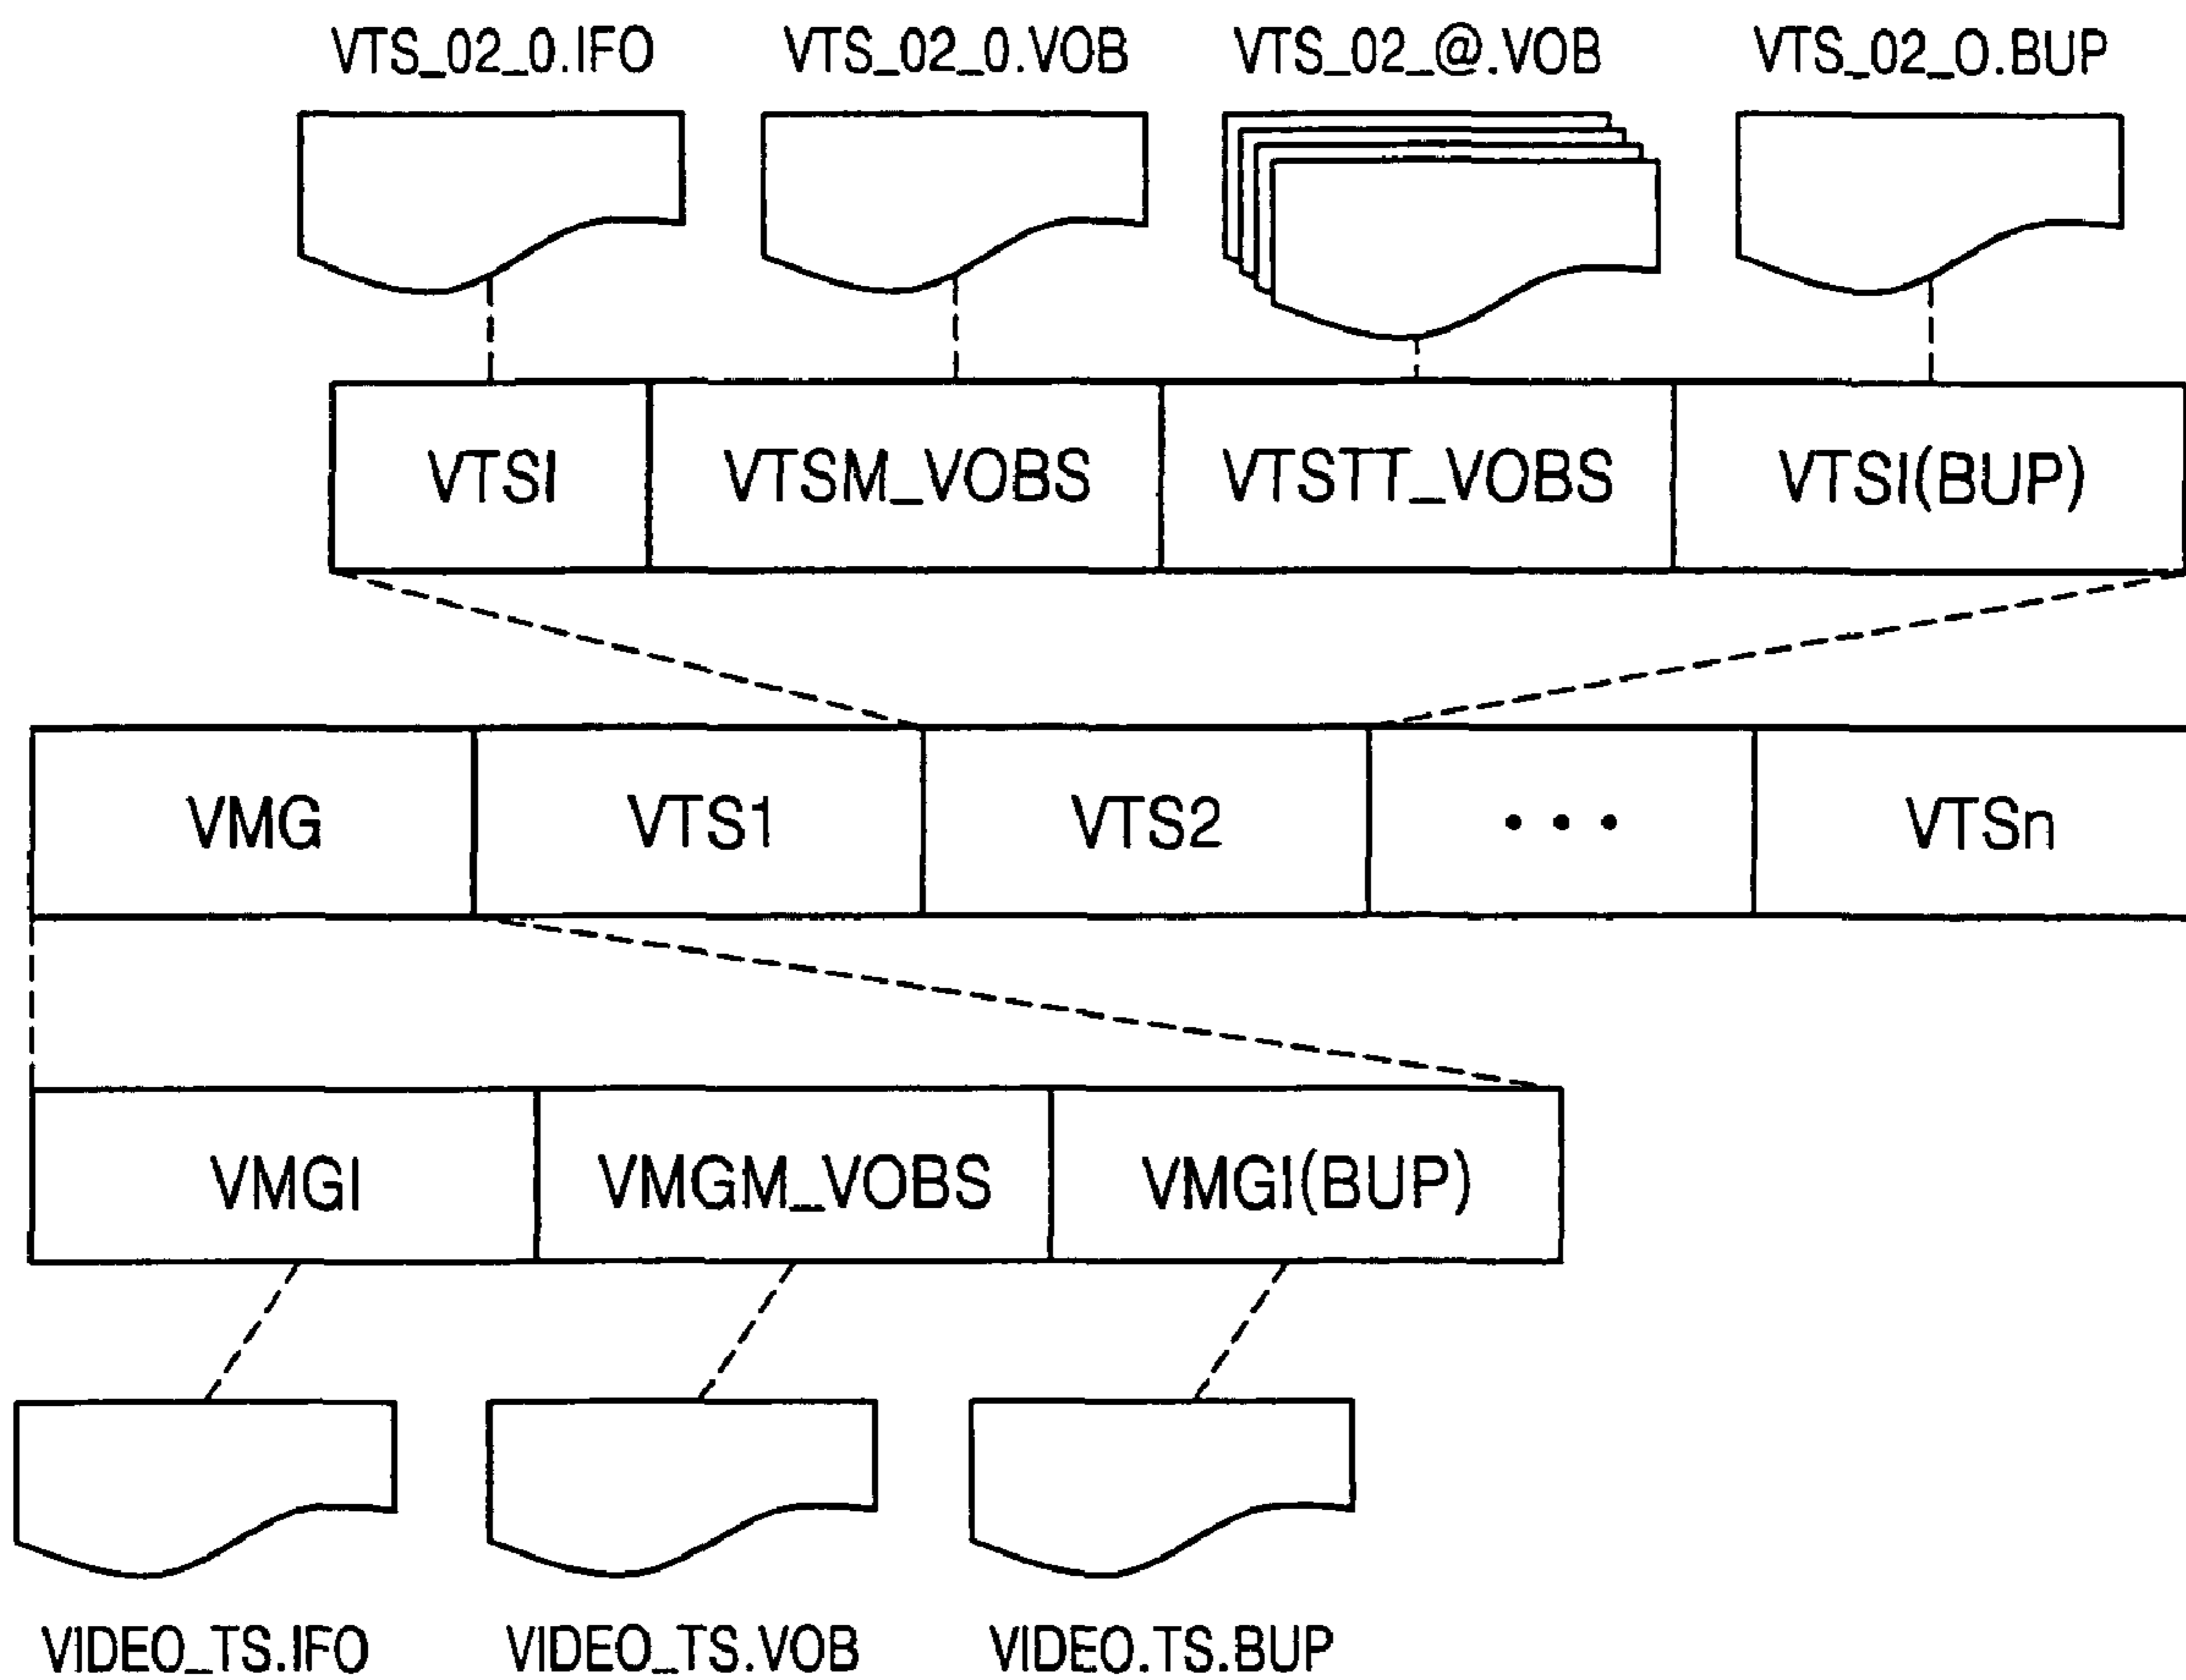 VTS_02_0.IFO VTS_02_0.VOB VTS_02_@.VOB VTS_02_O.BUP
VTSI VTSM_VOBS VTSTT_VOBS VTSI(BUP)
VMG VTS1 VTS2 • • • VTSn
VMGI VMGM_VOBS VMGI(BUP)
VIDEO_TS.IFO VIDEO_TS.VOB VIDEO.TS.BUP